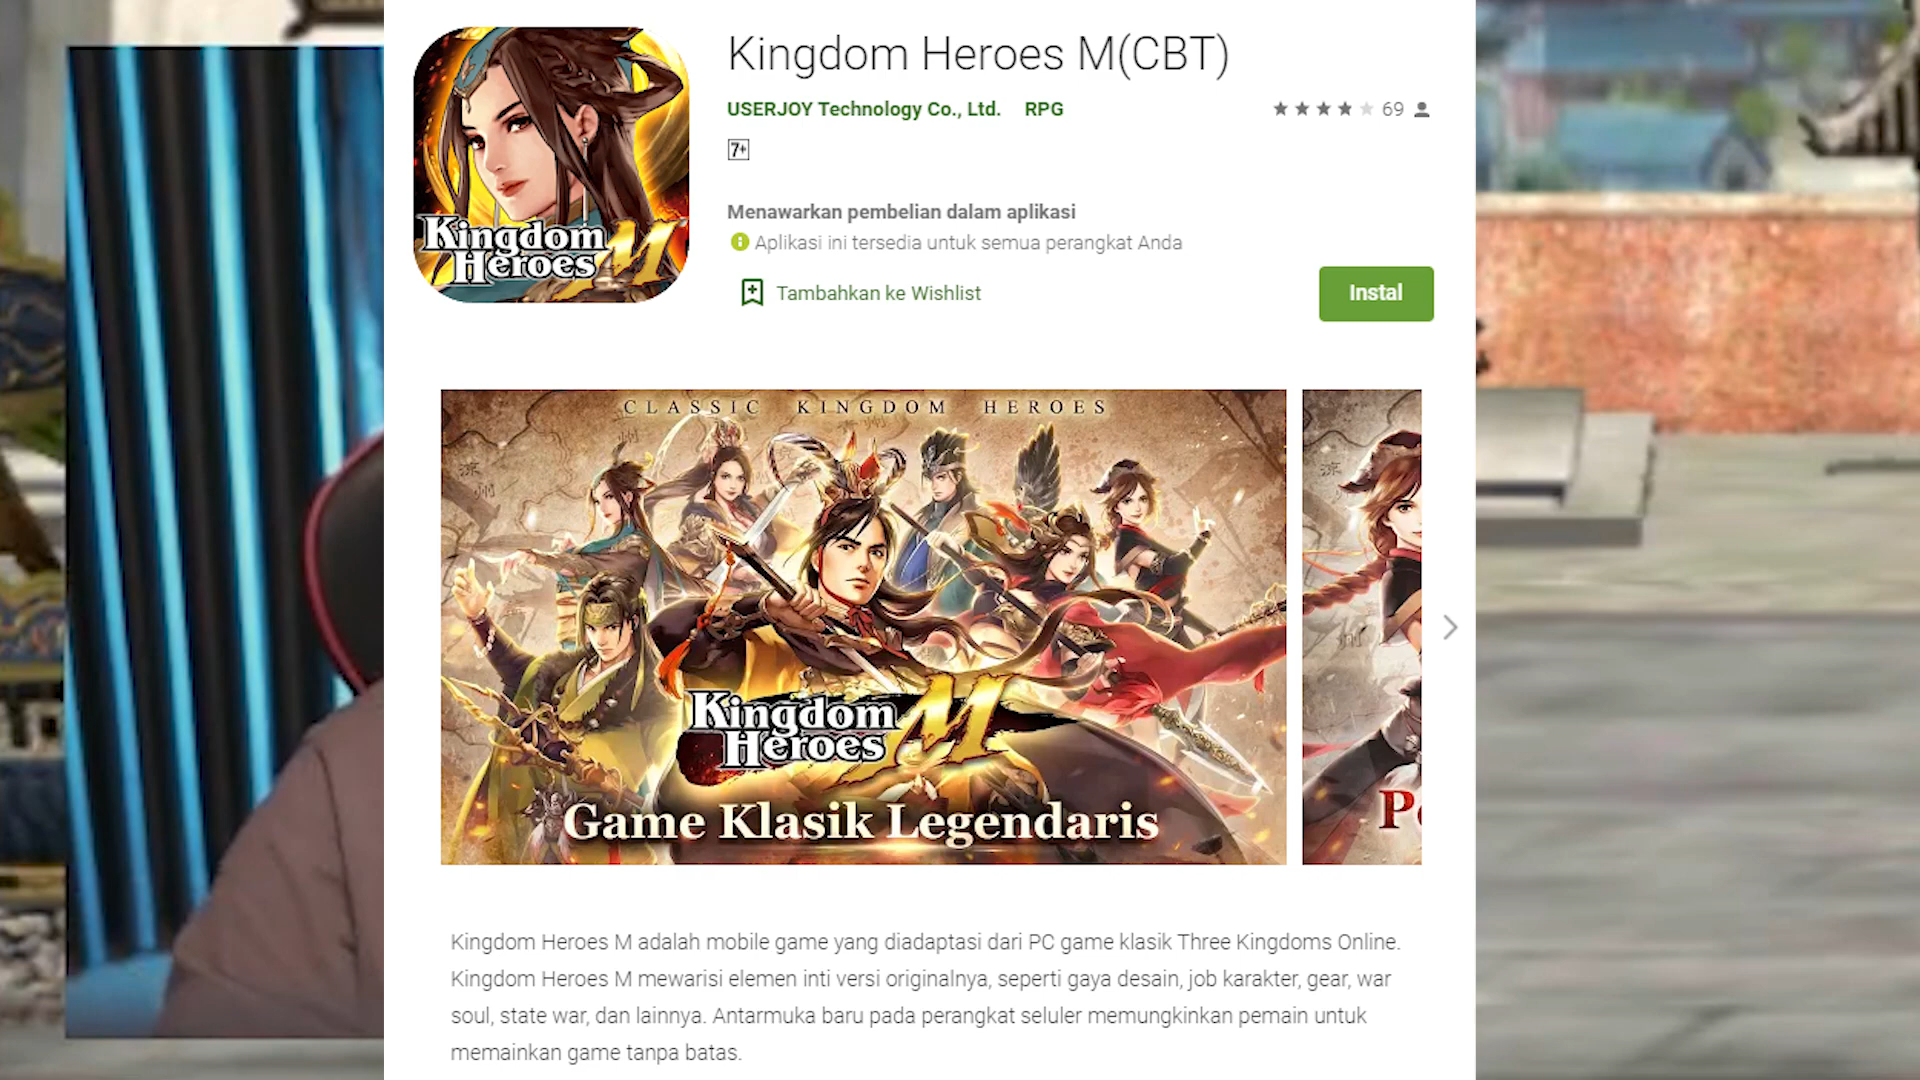 Kingdom Heroes M(CBT)
USERJOY Technology Co., Ltd. RPG
69
7+
Menawarkan pembelian dalam aplikasi
Aplikasi ini tersedia untuk semua perangkat Anda
Tambahkan ke Wishlist
Instal
Kingdom
Heroes M
CLASSIC KINGDOM HEROES
Kingdom
Heroes M
Game Klasik Legendaris
Kingdom Heroes M adalah mobile game yang diadaptasi dari PC game klasik Three Kingdoms Online.
Kingdom Heroes M mewarisi elemen inti versi originalnya, seperti gaya desain, job karakter, gear, war
soul, state war, dan lainnya. Antarmuka baru pada perangkat seluler memungkinkan pemain untuk
memainkan game tanpa batas.